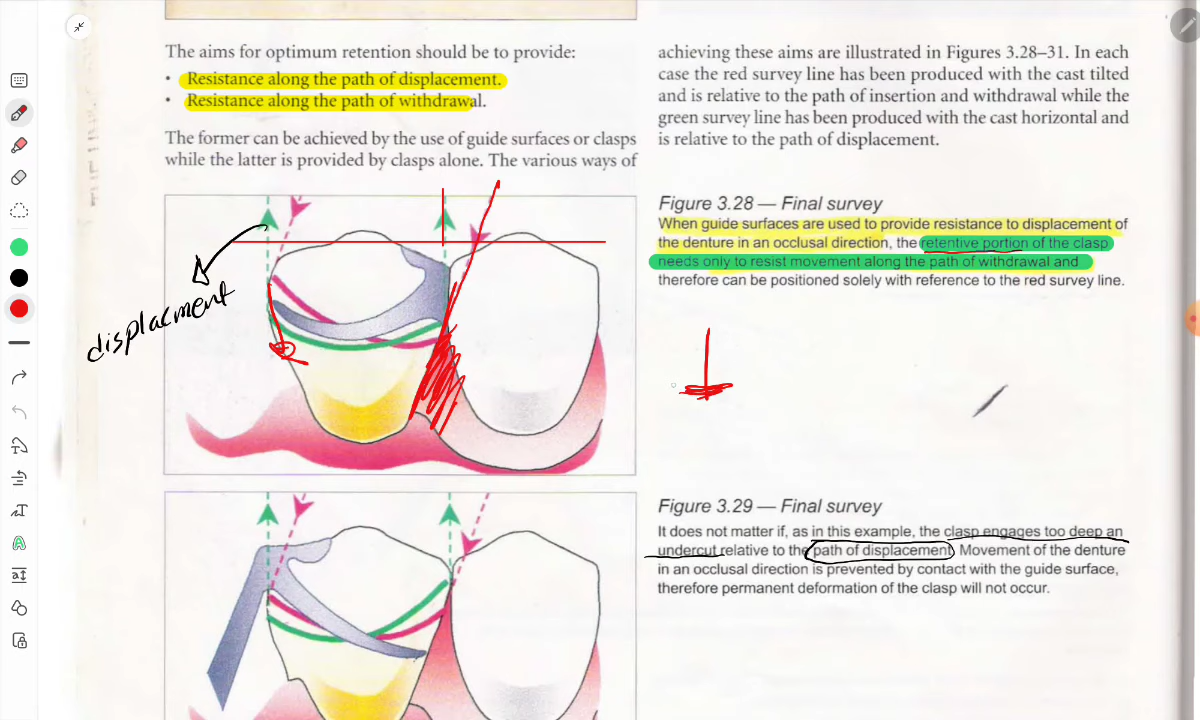 The aims for optimum retention should be to provide:
• Resistance along the path of displacement.
• Resistance along the path of withdrawal.
The former can be achieved by the use of guide surfaces or clasps
while the latter is provided by clasps alone. The various ways of
achieving these aims are illustrated in Figures 3.28–31. In each
case the red survey line has been produced with the cast tilted
and is relative to the path of insertion and withdrawal while the
green survey line has been produced with the cast horizontal and
is relative to the path of displacement.
displacment
Figure 3.28 — Final survey
When guide surfaces are used to provide resistance to displacement of
the denture in an occlusal direction, the retentive portion of the clasp
needs only to resist movement along the path of withdrawal and
therefore can be positioned solely with reference to the red survey line.
Figure 3.29 — Final survey
It does not matter if, as in this example, the clasp engages too deep an
undercut relative to the path of displacement. Movement of the denture
in an occlusal direction is prevented by contact with the guide surface,
therefore permanent deformation of the clasp will not occur.